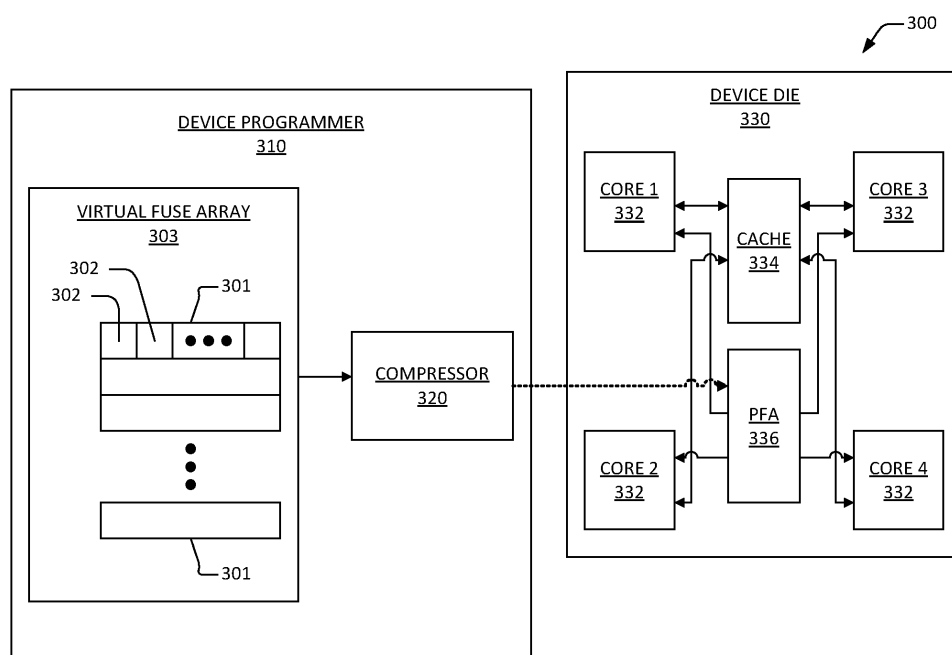 300
DEVICE PROGRAMMER
310
VIRTUAL FUSE ARRAY
303
302
302
301
301
COMPRESSOR
320
DEVICE DIE
330
CORE 1
332
CACHE
334
CORE 3
332
PFA
336
CORE 2
332
CORE 4
332